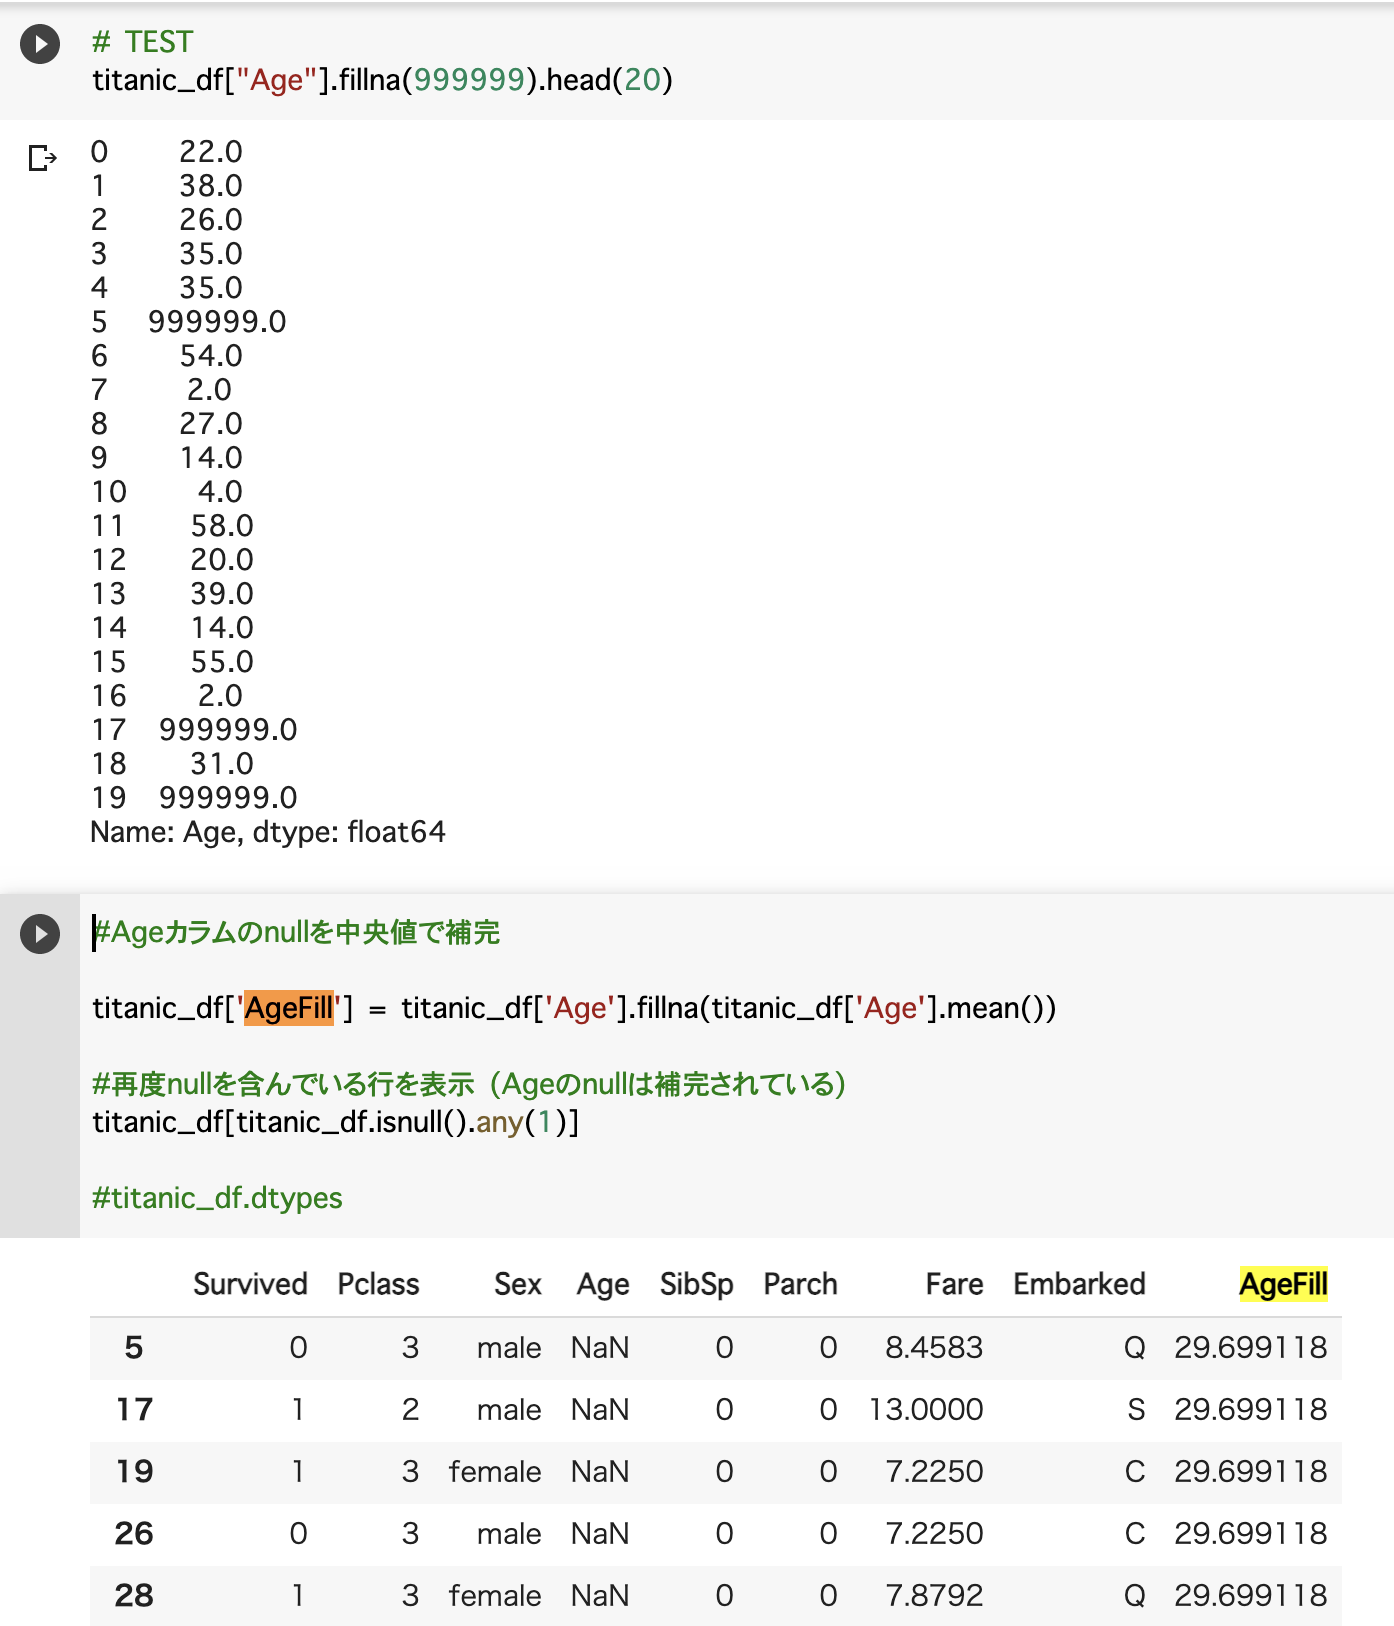 # TEST
titanic_df["Age"].fillna(999999).head(20)
0 22.0
1 38.0
2 26.0
3 35.0
4 35.0
5 999999.0
6 54.0
7 2.0
8 27.0
9 14.0
10 4.0
11 58.0
12 20.0
13 39.0
14 14.0
15 55.0
16 2.0
17 999999.0
18 31.0
19 999999.0
Name: Age, dtype: float64
#Ageカラムのnullを中央値で補完
titanic_df['AgeFill'] = titanic_df['Age'].fillna(titanic_df['Age'].mean())
#再度nullを含んでいる行を表示（Ageのnullは補完されている）
titanic_df[titanic_df.isnull().any(1)]
#titanic_df.dtypes
Survived Pclass Sex Age SibSp Parch Fare Embarked AgeFill
5 0 3 male NaN 0 0 8.4583 Q 29.699118
17 1 2 male NaN 0 0 13.0000 S 29.699118
19 1 3 female NaN 0 0 7.2250 C 29.699118
26 0 3 male NaN 0 0 7.2250 C 29.699118
28 1 3 female NaN 0 0 7.8792 Q 29.699118